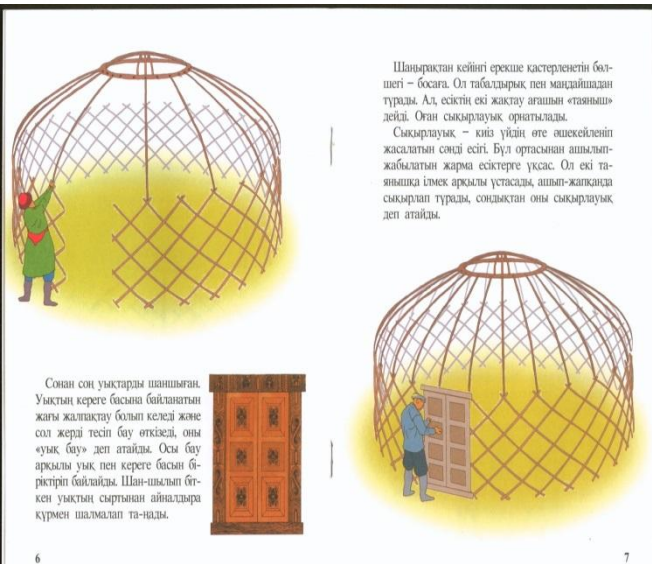 Сонан соң уықтарды шаншыған.
Уықтың кереге басына байланатын
жағы жалпақтау болып келеді және
сол жерді тесіп бау өткізеді, оны
«уық бау» деп атайды. Осы бау
арқылы уық пен кереге басын бі-
ріктіріп байлайды. Шан-шылып біт-
кен уықтың сыртынан айналдыра
құрмен шалмалап та-ңады.
6
Шаңырақтан кейінгі ерекше қастерленетін бөл-
шегі – босаға. Ол табалдырық пен маңдайшадан
тұрады. Ал, есіктің екі жақтау ағашын «таяныш»
дейді. Оған сықырлауық орнатылады.
Сықырлауық – киіз үйдің өте әшекейленіп
жасалатын сәнді есігі. Бұл ортасынан ашылып-
жабылатын жарма есіктерге ұқсас. Ол екі та-
янышқа ілмек арқылы ұстасады, ашып-жапқанда
сықырлап тұрады, сондықтан оны сықырлауық
деп атайды.
7